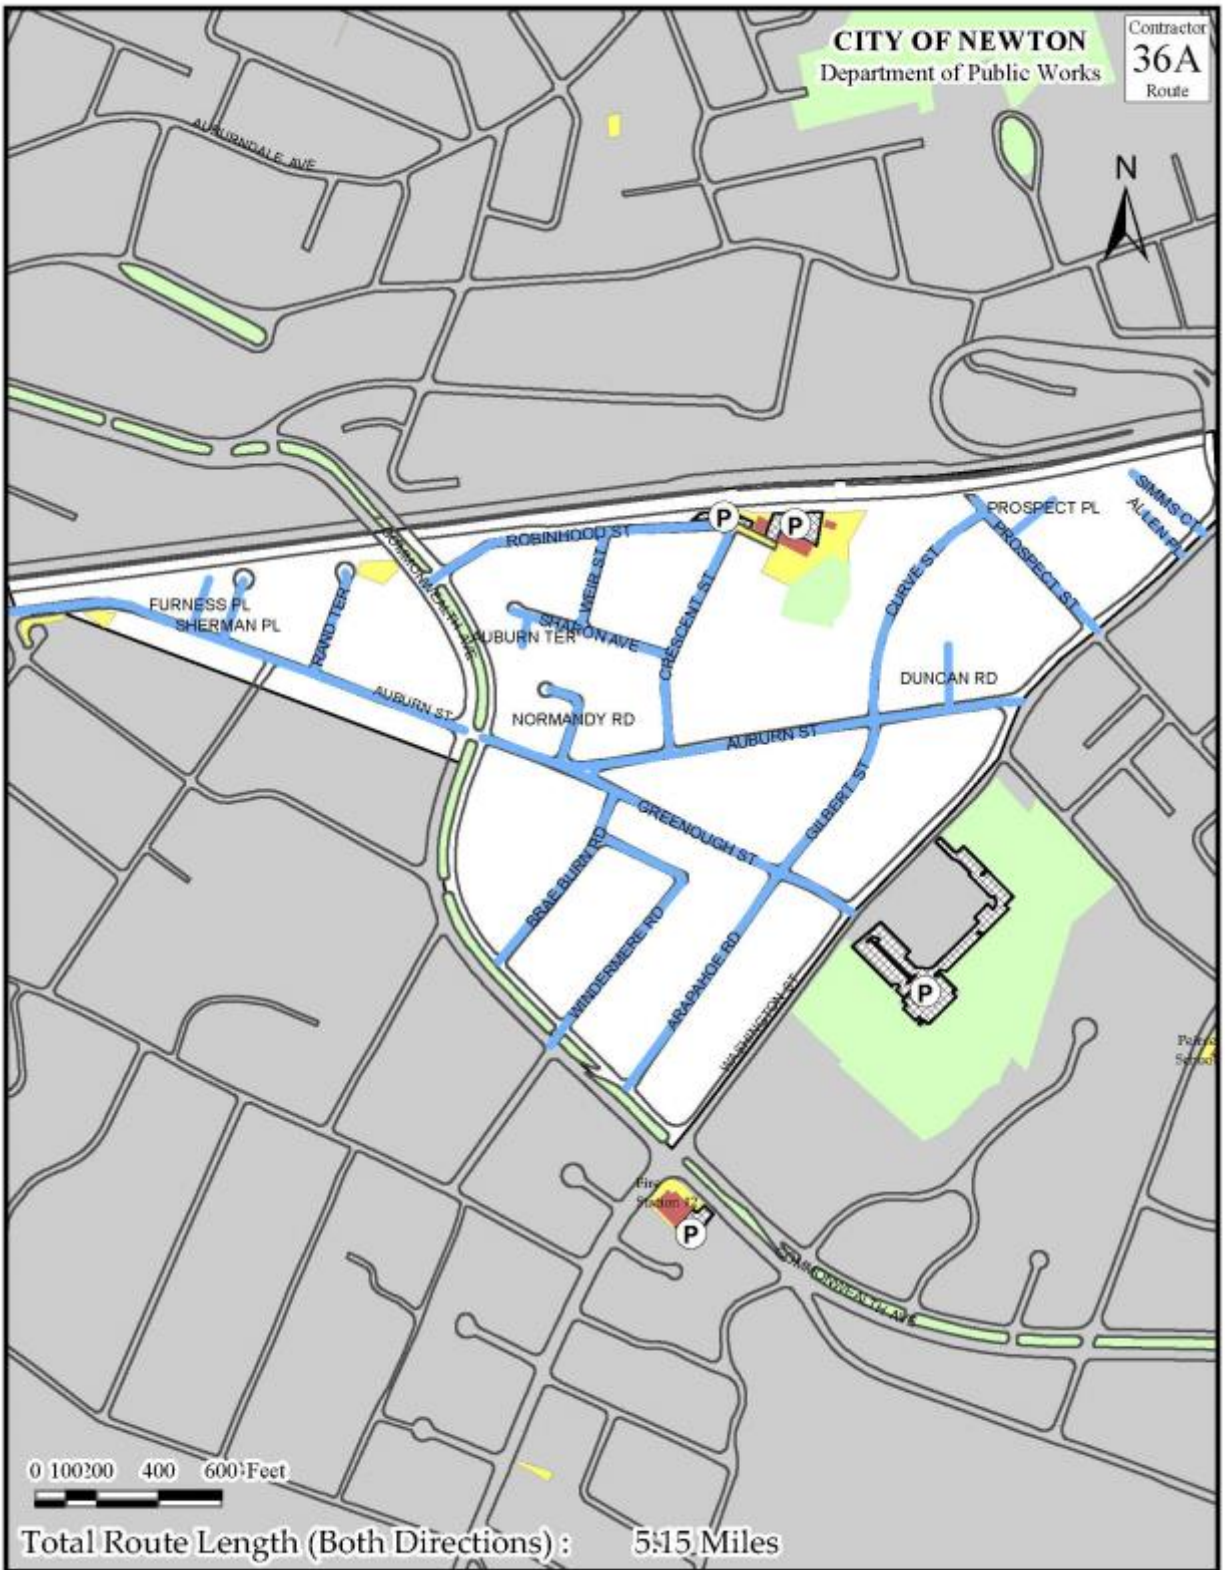 CITY OF NEWTON
Department of Public Works
Contractor
36A
Route
N
AUBURNDALE AVE
PROSPECT PL
SIMMS CT
ALLEN PL
PROSPECT ST
ROBINHOOD ST
P
P
CURVE ST
COMMONWEALTH AVE
WEIR ST
CRESCENT ST
FURNESS PL
SHERMAN PL
RAND TER
AUBURN TER
SHARON AVE
DUNCAN RD
AUBURN ST
NORMANDY RD
AUBURN ST
GREENOUGH ST
GILBERT ST
BRAE BURN RD
WINDERMERE RD
ARAPAHOE RD
WASHINGTON ST
P
Fire
Station
P
COMMONWEALTH AVE
0 100200 400 600 Feet
Total Route Length (Both Directions) : 5.15 Miles